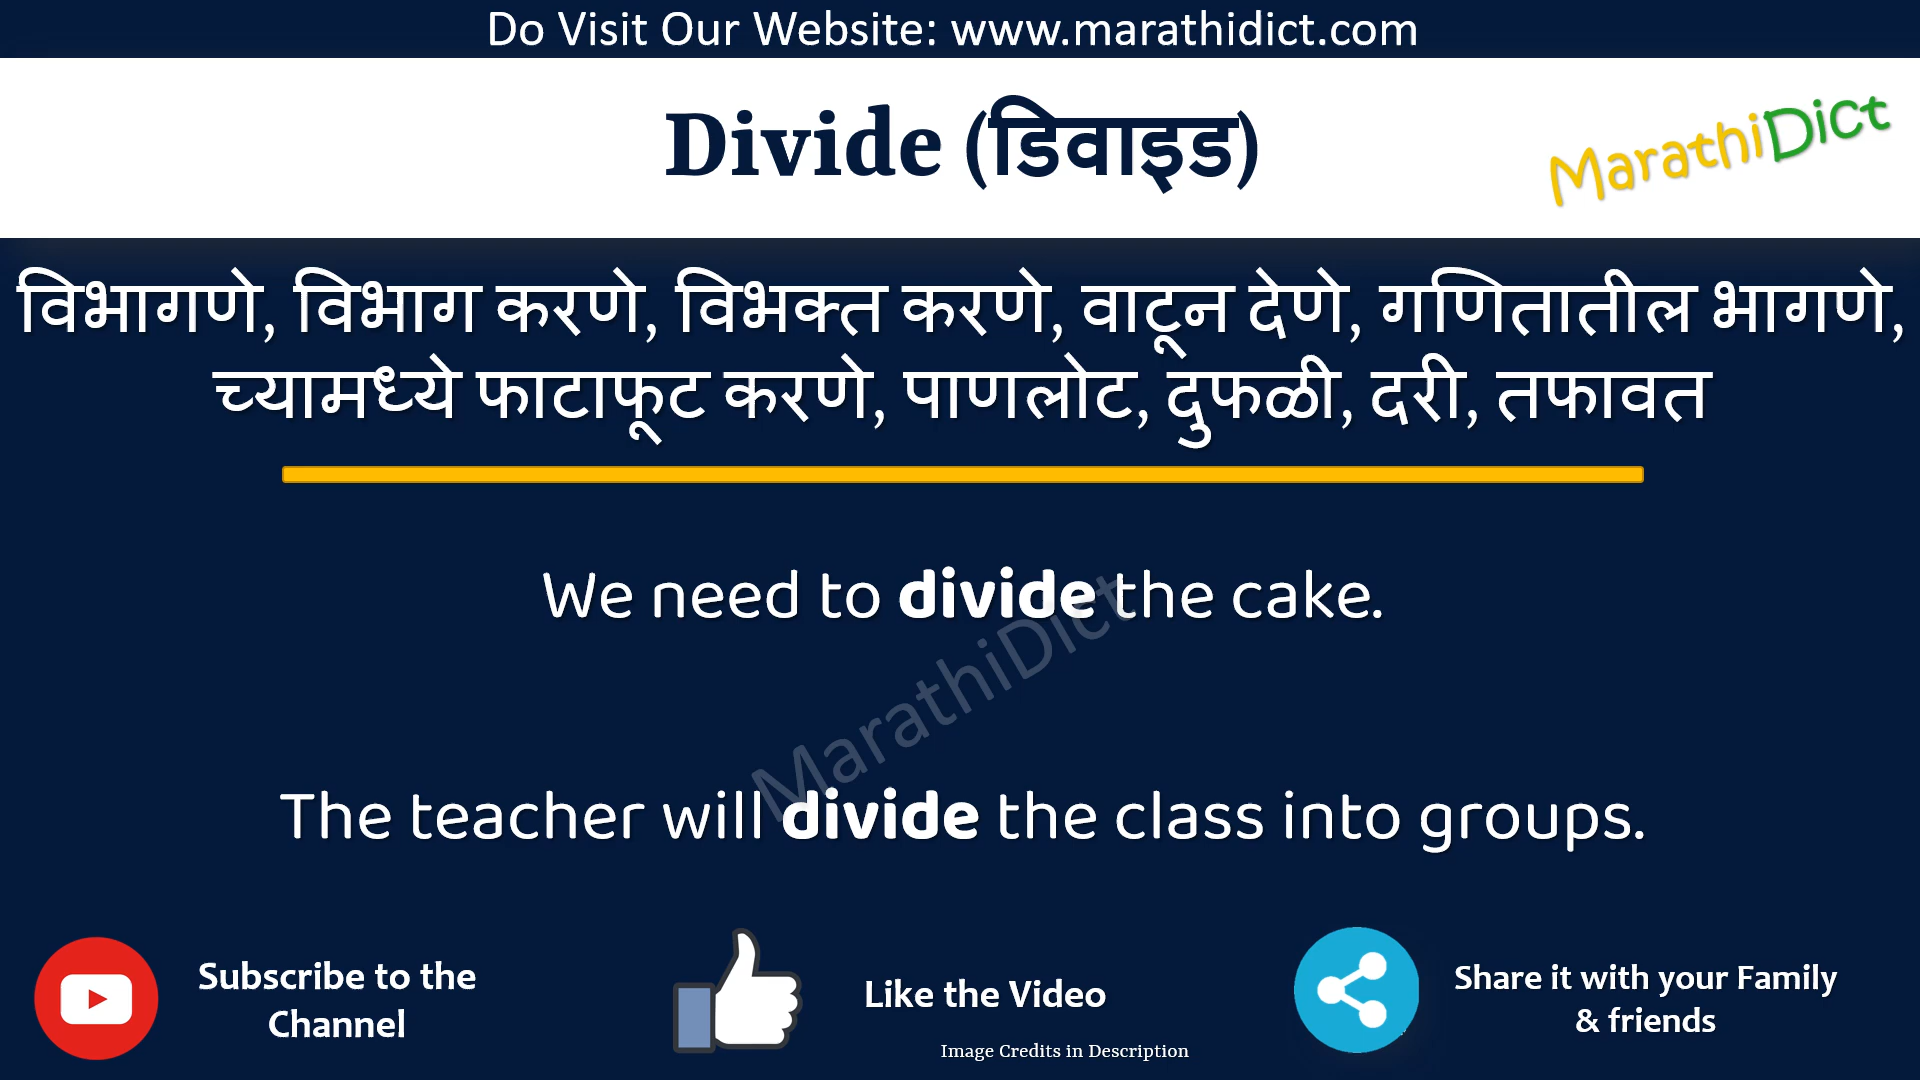 Do Visit Our Website: www.marathidict.com
Divide (डिवाइड)
MarathiDict
विभागणे, विभाग करणे, विभक्त करणे, वाटून देणे, गणितातील भागणे,
च्यामध्ये फाटाफूट करणे, पाणलोट, दुफळी, दरी, तफावत
We need to divide the cake.
MarathiDict
The teacher will divide the class into groups.
Subscribe to the
Channel
Like the Video
Share it with your Family
& friends
Image Credits in Description